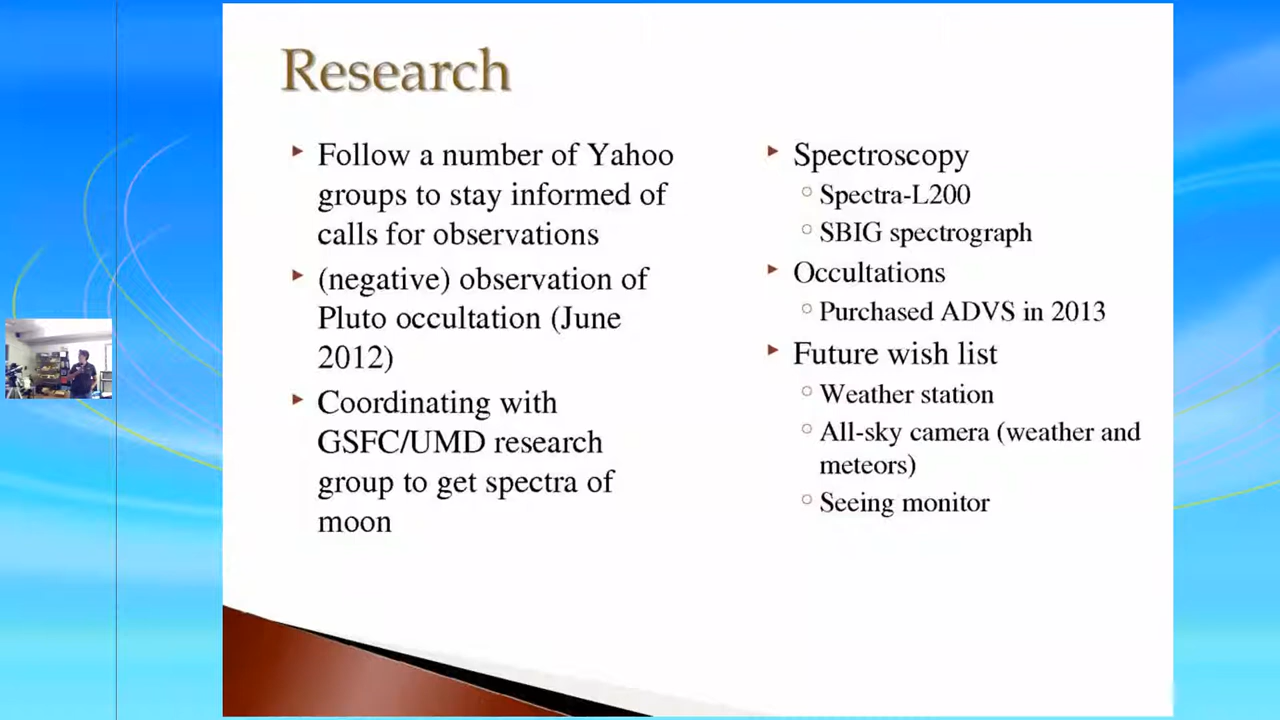 Research
Follow a number of Yahoo
groups to stay informed of
calls for observations
(negative) observation of
Pluto occultation (June
2012)
Coordinating with
GSFC/UMD research
group to get spectra of
moon
Spectroscopy
Spectra-L200
SBIG spectrograph
Occultations
Purchased ADVS in 2013
Future wish list
Weather station
All-sky camera (weather and
meteors)
Seeing monitor